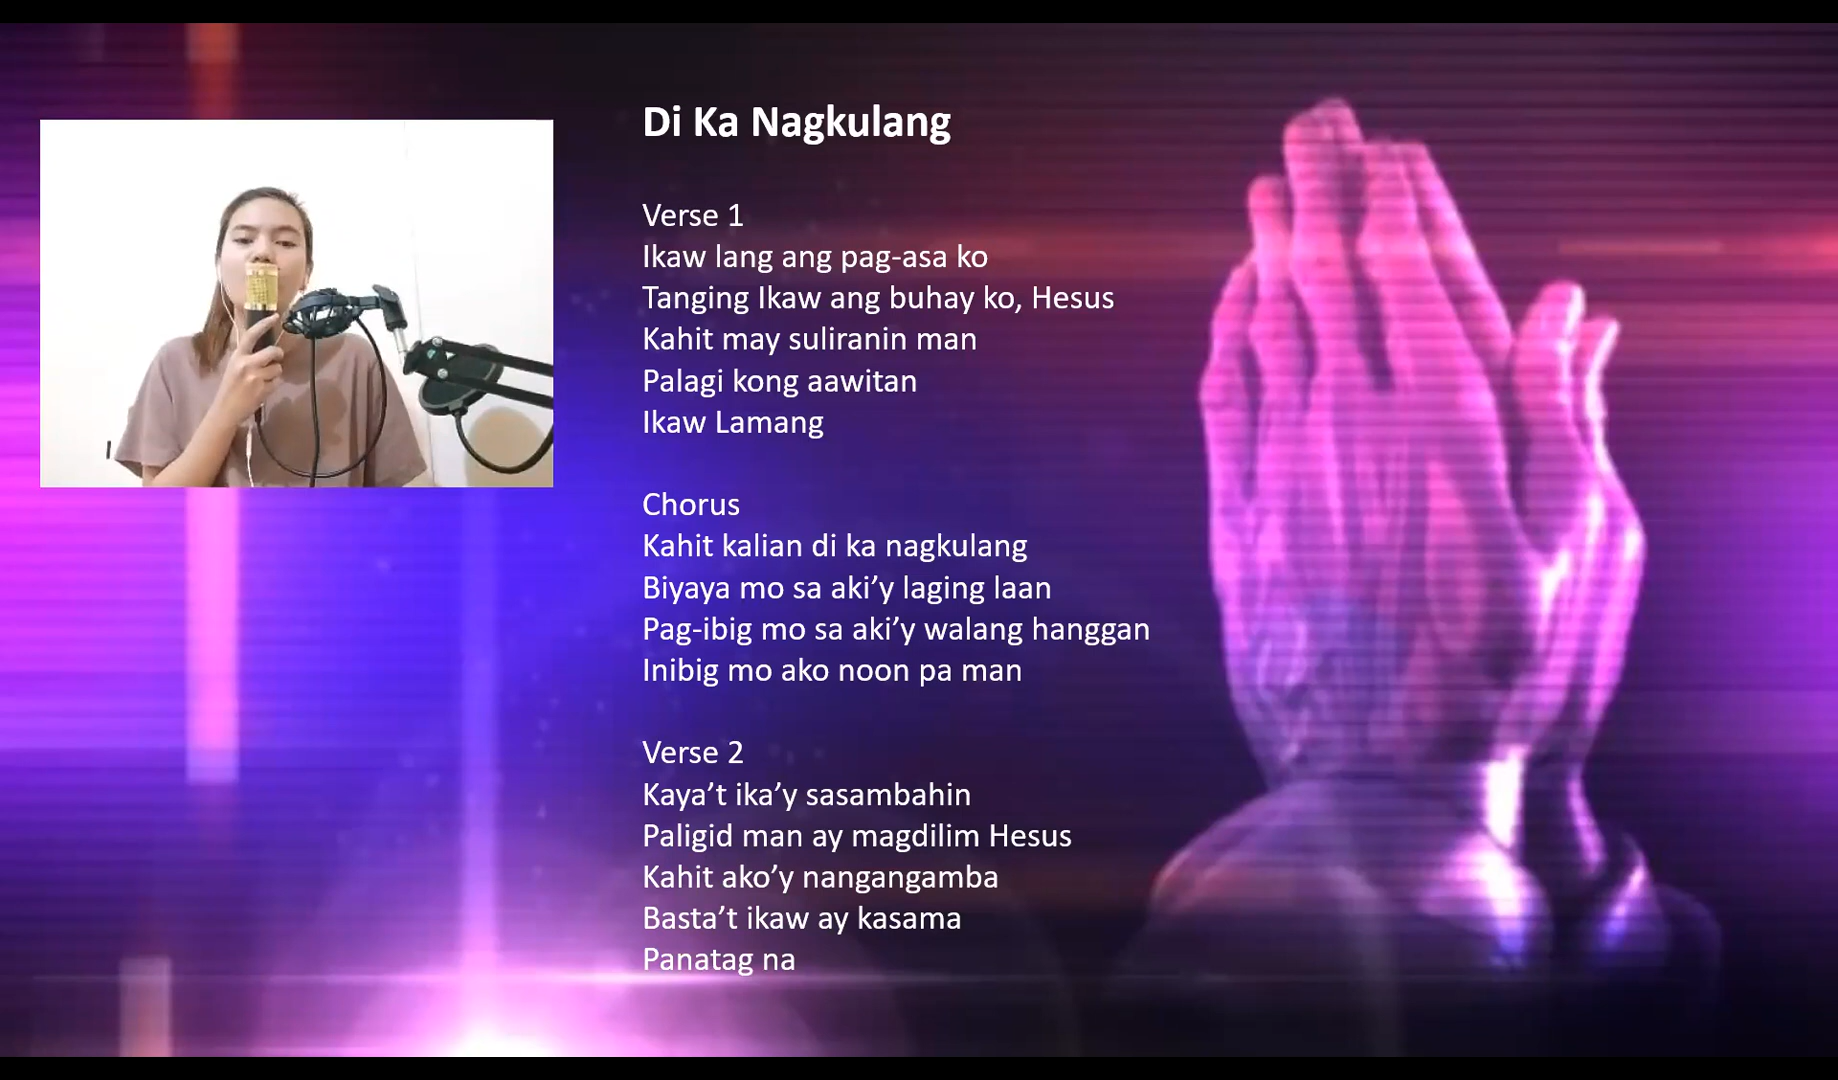 Di Ka Nagkulang
Verse 1
Ikaw lang ang pag-asa ko
Tanging Ikaw ang buhay ko, Hesus
Kahit may suliranin man
Palagi kong aawitan
Ikaw Lamang
Chorus
Kahit kalian di ka nagkulang
Biyaya mo sa aki’y laging laan
Pag-ibig mo sa aki’y walang hanggan
Inibig mo ako noon pa man
Verse 2
Kaya’t ika’y sasambahin
Paligid man ay magdilim Hesus
Kahit ako’y nangangamba
Basta’t ikaw ay kasama
Panatag na